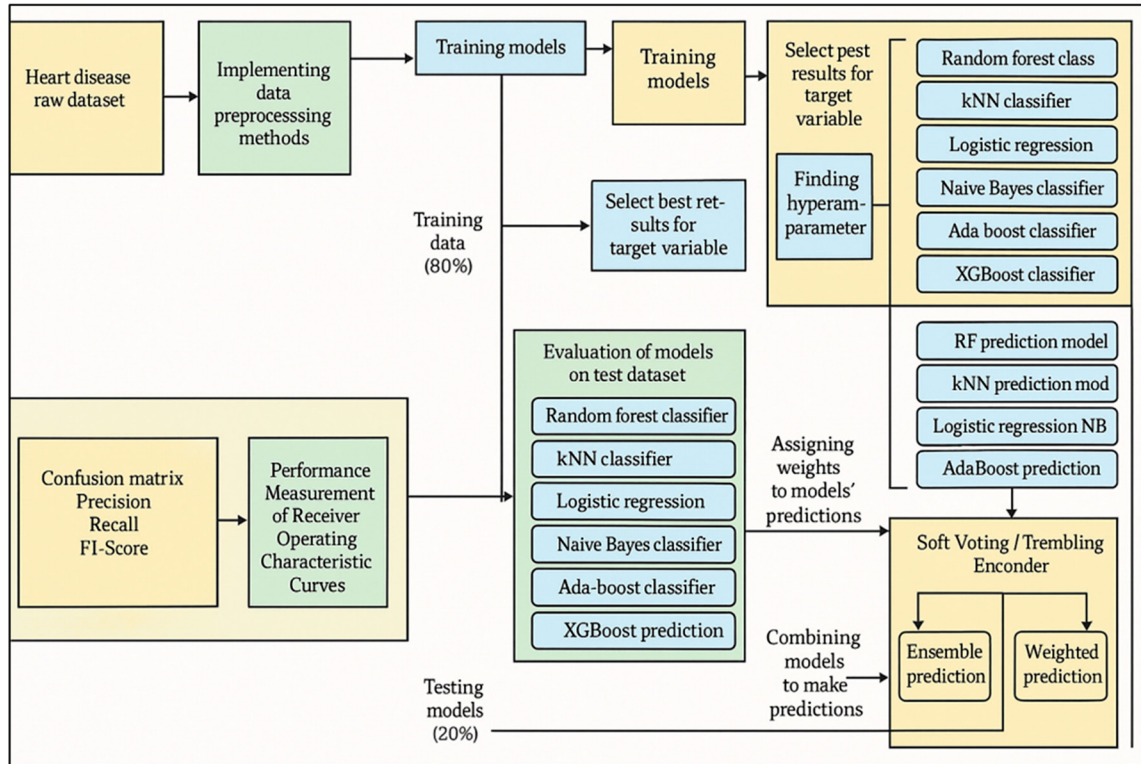 Heart disease
raw dataset
Implementing
data
preprocesssing
methods
Training models
Training
models
Select pest
results for
target
variable
Finding
hyperam-
parameter
Random forest class
kNN classifier
Logistic regression
Naive Bayes classifier
Ada boost classifier
XGBoost classifier
Training
data
(80%)
Select best ret-
sults for
target variable
RF prediction model
kNN prediction mod
Logistic regression NB
AdaBoost prediction
Evaluation of models
on test dataset
Random forest classifier
kNN classifier
Logistic regression
Naive Bayes classifier
Ada-boost classifier
XGBoost prediction
Confusion matrix
Precision
Recall
FI-Score
Performance
Measurement
of Receiver
Operating
Characteristic
Curves
Assigning
weights
to models’
predictions
Soft Voting / Trembling
Enconder
Ensemble
prediction
Weighted
prediction
Combining
models
to make
predictions
Testing
models
(20%)